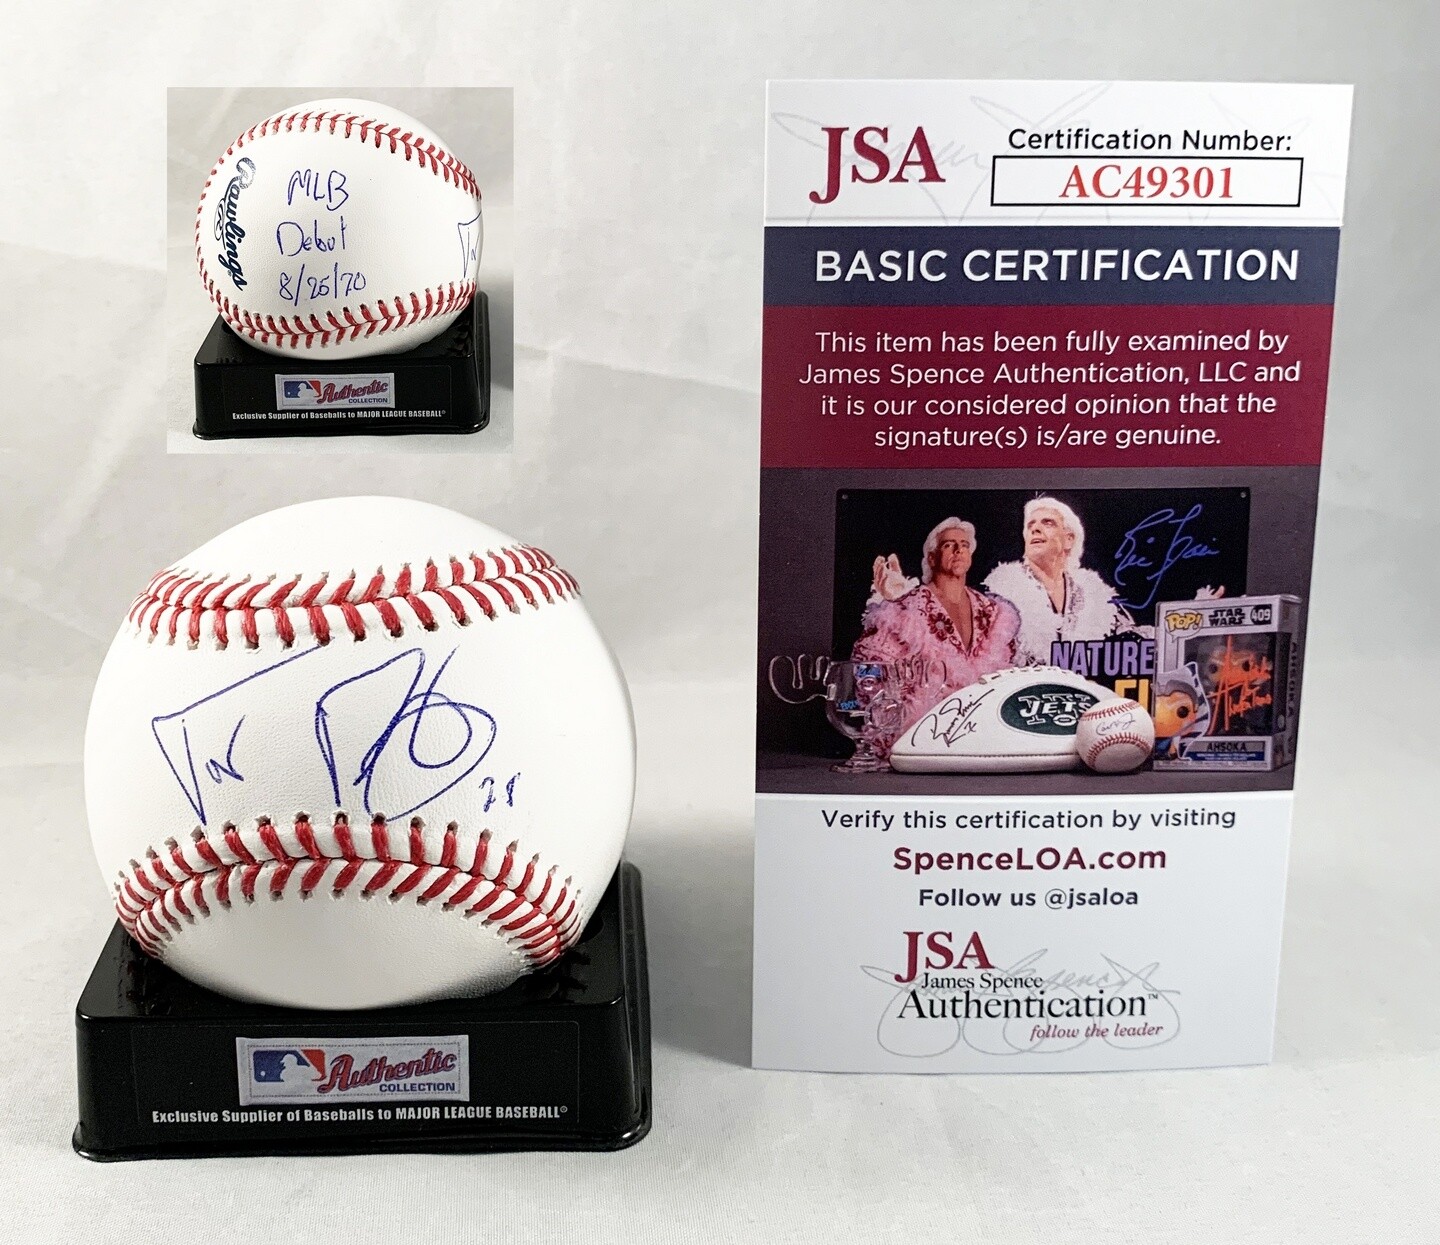 Rawlings
MLB
Debut
8/25/20
Authentic
COLLECTION
Exclusive Supplier of Baseballs to MAJOR LEAGUE BASEBALL®
28
Authentic
COLLECTION
Exclusive Supplier of Baseballs to MAJOR LEAGUE BASEBALL®
JSA
Certification Number:
AC49301
BASIC CERTIFICATION
This item has been fully examined by
James Spence Authentication, LLC and
it is our considered opinion that the
signature(s) is/are genuine.
NATURE
JETS
POP!
STAR
WARS
409
AHSOKA
AHSOKA
Verify this certification by visiting
SpenceLOA.com
Follow us @jsaloa
JSA
James Spence
Authentication™
follow the leader